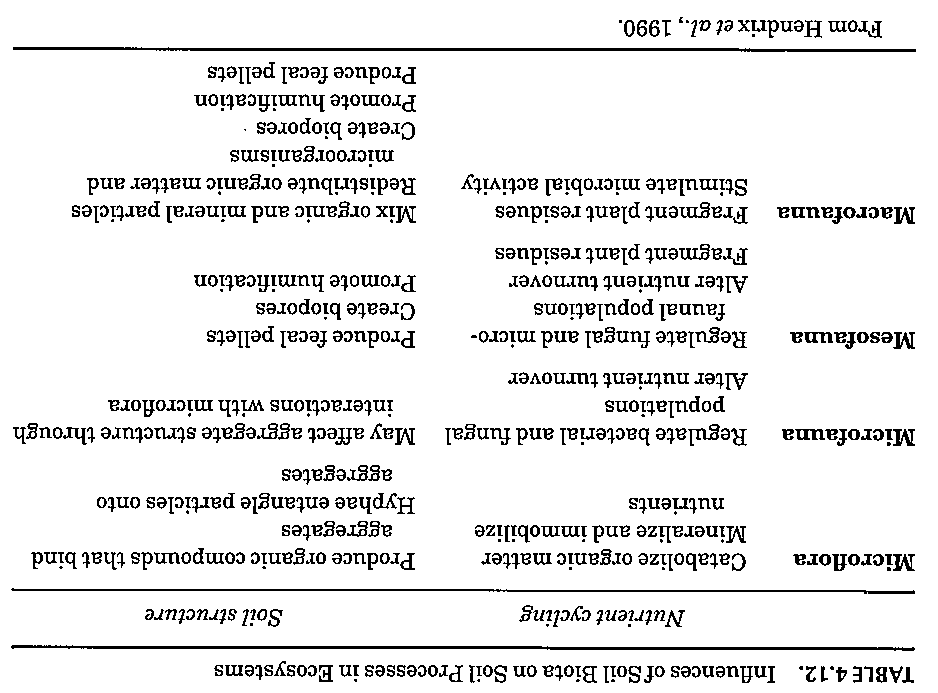 TABLE 4.12. Influences of Soil Biota on Soil Processes in Ecosystems
Nutrient cycling Soil structure
Microflora Catabolize organic matter Produce organic compounds that bind
Mineralize and immobilize aggregates
nutrients Hyphae entangle particles onto
aggregates
Microfauna Regulate bacterial and fungal May affect aggregate structure through
populations interactions with microflora
Alter nutrient turnover
Mesofauna Regulate fungal and micro- Produce fecal pellets
faunal populations Create biopores
Alter nutrient turnover Promote humification
Fragment plant residues
Macrofauna Fragment plant residues Mix organic and mineral particles
Stimulate microbial activity Redistribute organic matter and
microorganisms
Create biopores
Promote humification
Produce fecal pellets
From Hendrix et al., 1990.